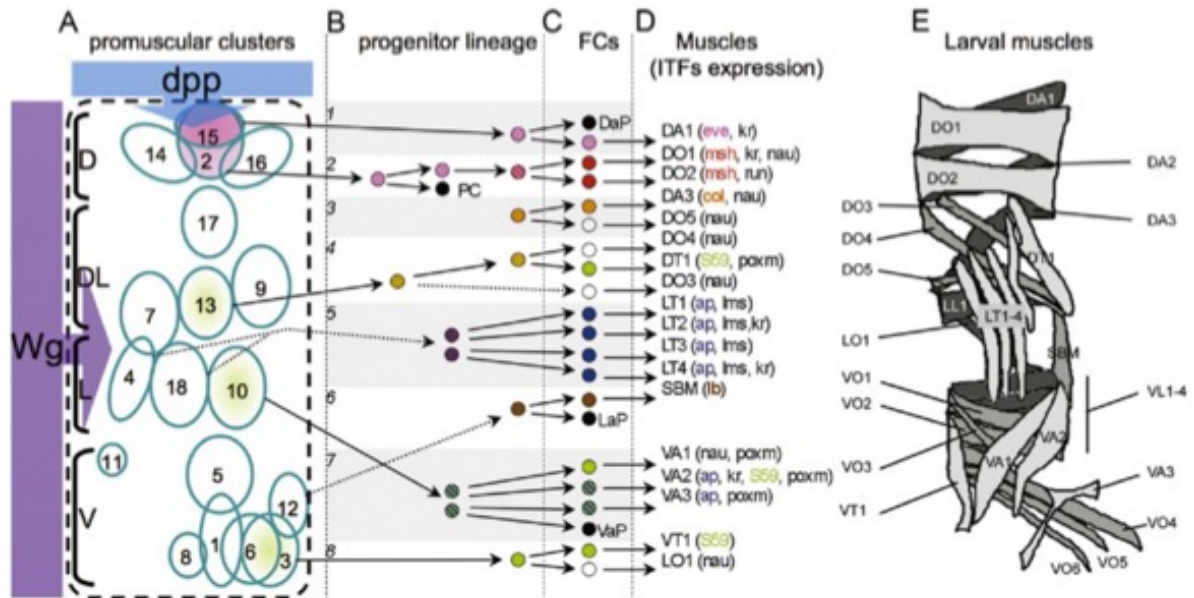 A
promuscular clusters
dpp
Wg
D
DL
L
V
15
14
2
16
17
13
9
7
4
18
10
11
5
12
8
1
6
3
B
progenitor lineage
1
2
3
4
5
6
7
8
PC
C
FCs
DaP
LaP
VaP
D
Muscles
(ITFs expression)
DA1 (eve, kr)
DO1 (msh, kr, nau)
DO2 (msh, run)
DA3 (col, nau)
DO5 (nau)
DO4 (nau)
DT1 (S59, poxm)
DO3 (nau)
LT1 (ap, lms)
LT2 (ap, lms,kr)
LT3 (ap, lms)
LT4 (ap, lms, kr)
SBM (lb)
VA1 (nau, poxm)
VA2 (ap, kr, S59, poxm)
VA3 (ap, poxm)
VT1 (S59)
LO1 (nau)
E
Larval muscles
DA1
DO1
DA2
DO2
DO3
DA3
DO4
DT1
DO5
LL1
LT1-4
LO1
SBM
VO1
VL1-4
VO2
VA2
VO3
VA1
VA3
VT1
VO4
VO5
VO6